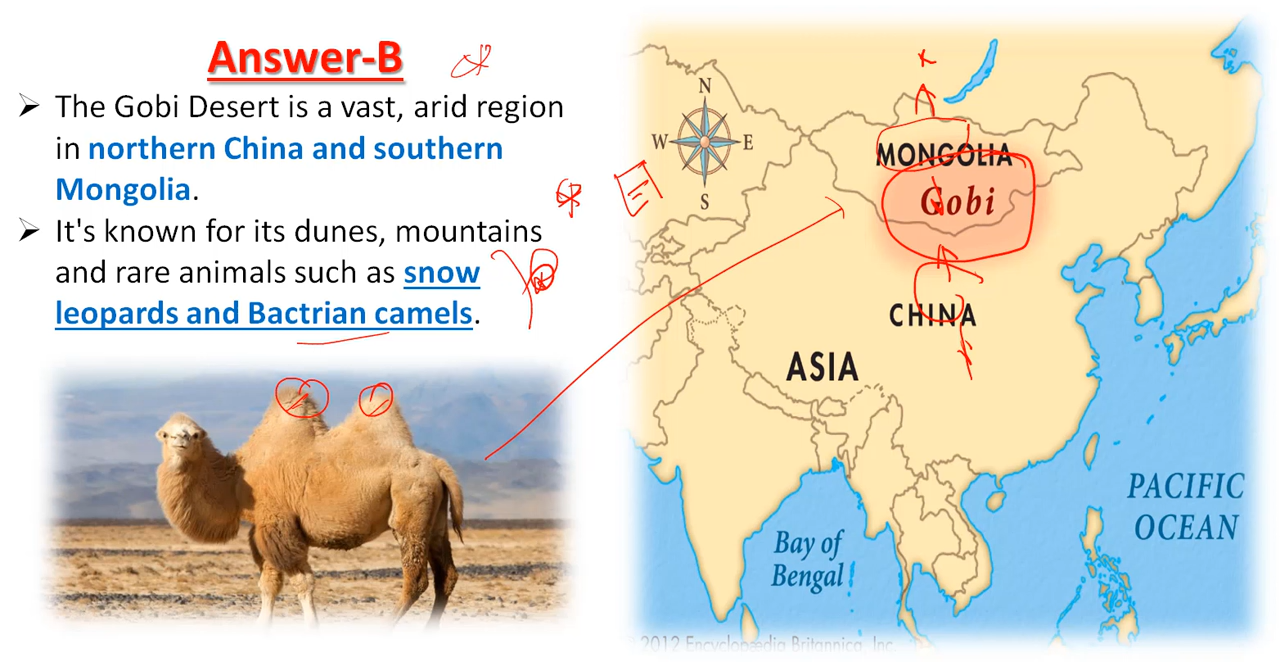 Answer-B
➢ The Gobi Desert is a vast, arid region
in northern China and southern
Mongolia.
➢ It's known for its dunes, mountains
and rare animals such as snow
leopards and Bactrian camels.
N
W E
S
MONGOLIA
Gobi
CHINA
ASIA
PACIFIC
OCEAN
Bay of
Bengal
2012 Encyclopædia Britannica, Inc.